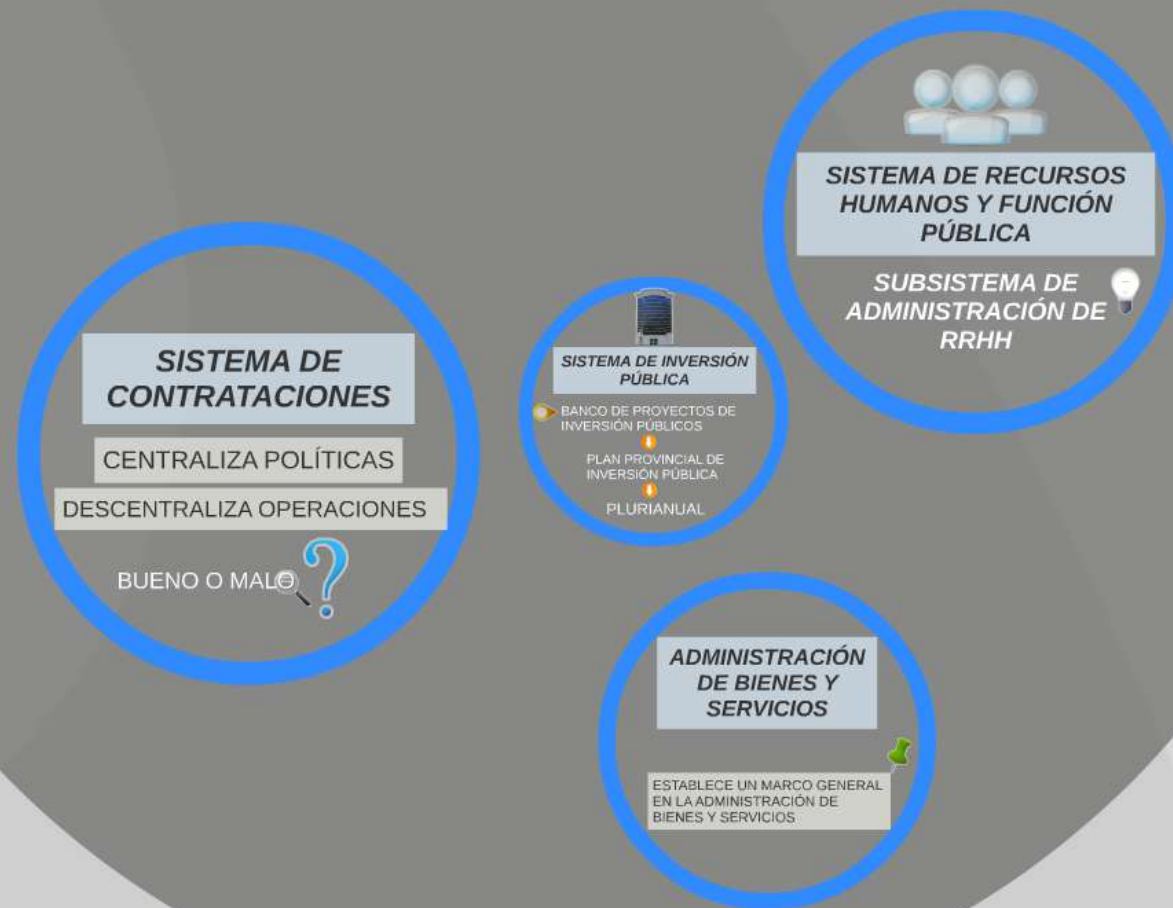 SISTEMA DE RECURSOS
HUMANOS Y FUNCIÓN
PÚBLICA
SUBSISTEMA DE
ADMINISTRACIÓN DE
RRHH
SISTEMA DE
CONTRATACIONES
CENTRALIZA POLÍTICAS
DESCENTRALIZA OPERACIONES
BUENO O MALO
?
SISTEMA DE INVERSIÓN
PÚBLICA
BANCO DE PROYECTOS DE
INVERSIÓN PÚBLICOS
PLAN PROVINCIAL DE
INVERSIÓN PÚBLICA
PLURIANUAL
ADMINISTRACIÓN
DE BIENES Y
SERVICIOS
ESTABLECE UN MARCO GENERAL
EN LA ADMINISTRACIÓN DE
BIENES Y SERVICIOS